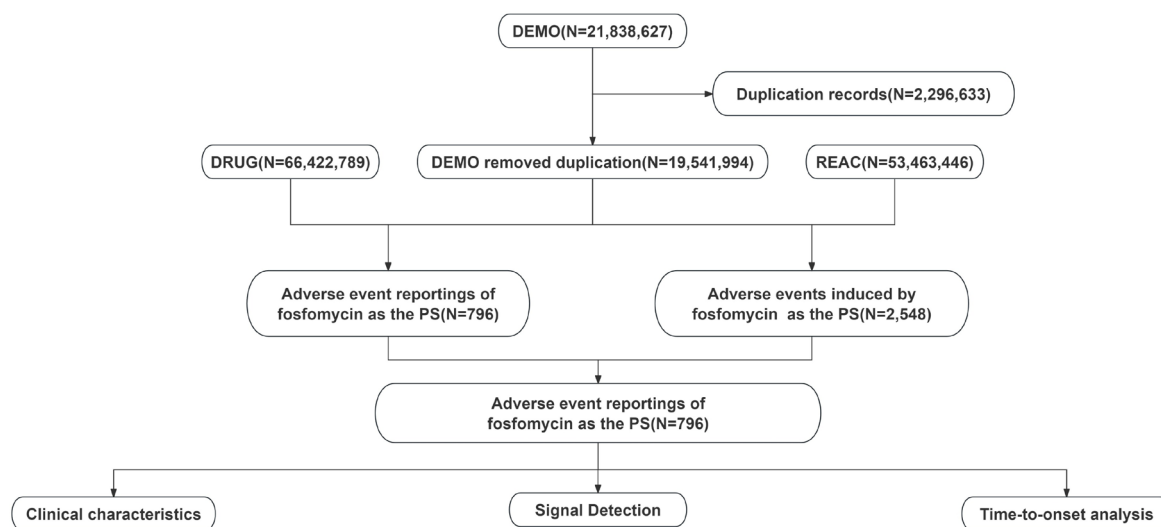 DEMO(N=21,838,627)
Duplication records(N=2,296,633)
DRUG(N=66,422,789)
DEMO removed duplication(N=19,541,994)
REAC(N=53,463,446)
Adverse event reportings of
fosfomycin as the PS(N=796)
Adverse events induced by
fosfomycin as the PS(N=2,548)
Adverse event reportings of
fosfomycin as the PS(N=796)
Clinical characteristics
Signal Detection
Time-to-onset analysis